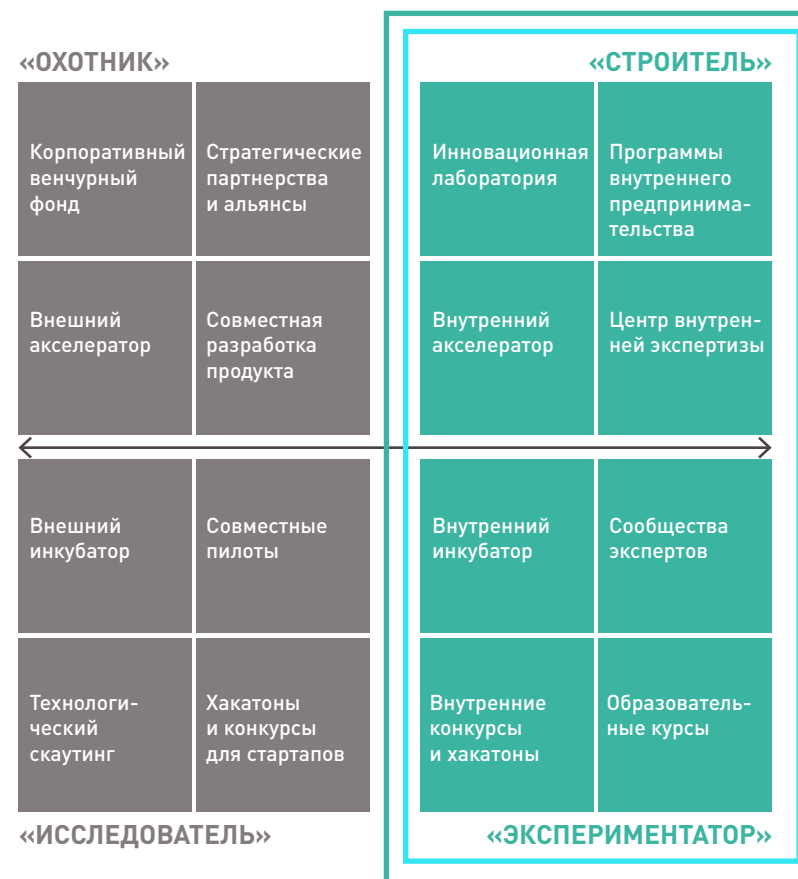 «ОХОТНИК»
«СТРОИТЕЛЬ»
Корпоративный
венчурный
фонд
Стратегические
партнерства
и альянсы
Инновационная
лаборатория
Программы
внутреннего
предпринима-
тельства
Внешний
акселератор
Совместная
разработка
продукта
Внутренний
акселератор
Центр внутрен-
ней экспертизы
Внешний
инкубатор
Совместные
пилоты
Внутренний
инкубатор
Сообщества
экспертов
Технологи-
ческий
скаутинг
Хакатоны
и конкурсы
для стартапов
Внутренние
конкурсы
и хакатоны
Образователь-
ные курсы
«ИССЛЕДОВАТЕЛЬ»
«ЭКСПЕРИМЕНТАТОР»